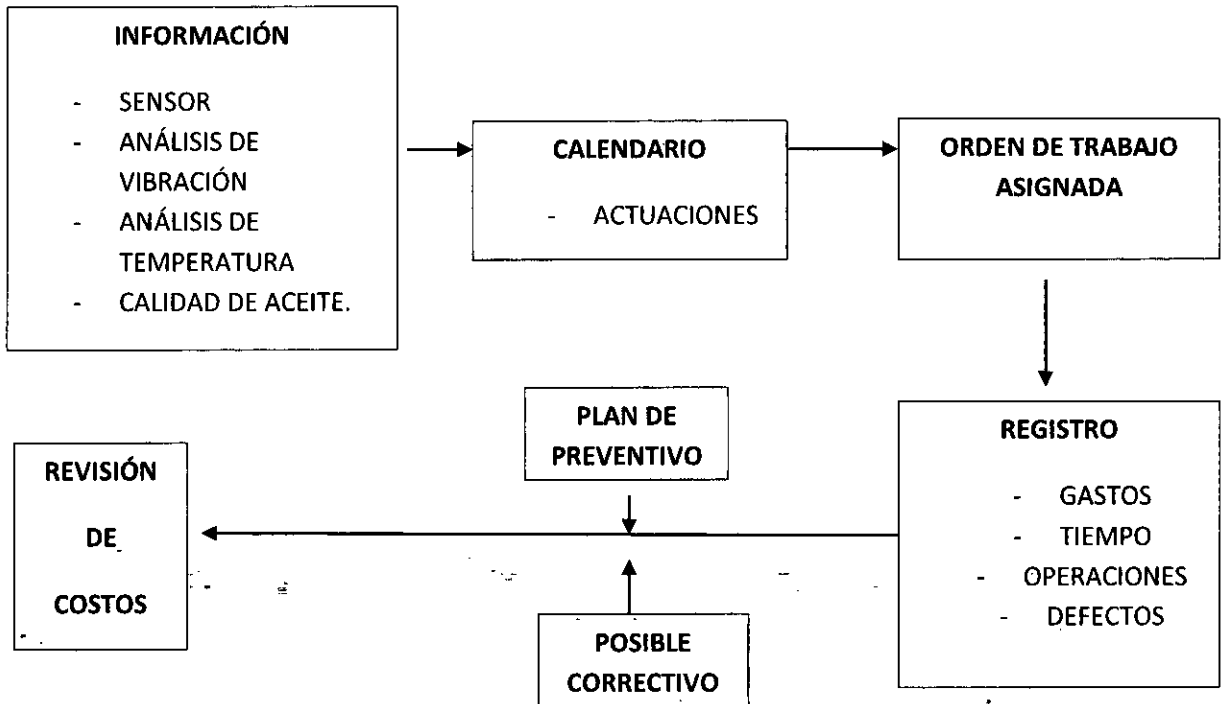 INFORMACIÓN
- SENSOR
- ANÁLISIS DE
VIBRACIÓN
- ANÁLISIS DE
TEMPERATURA
- CALIDAD DE ACEITE.
CALENDARIO
- ACTUACIONES
ORDEN DE TRABAJO
ASIGNADA
REGISTRO
- GASTOS
- TIEMPO
- OPERACIONES
- DEFECTOS
PLAN DE
PREVENTIVO
POSIBLE
CORRECTIVO
REVISIÓN
DE
COSTOS